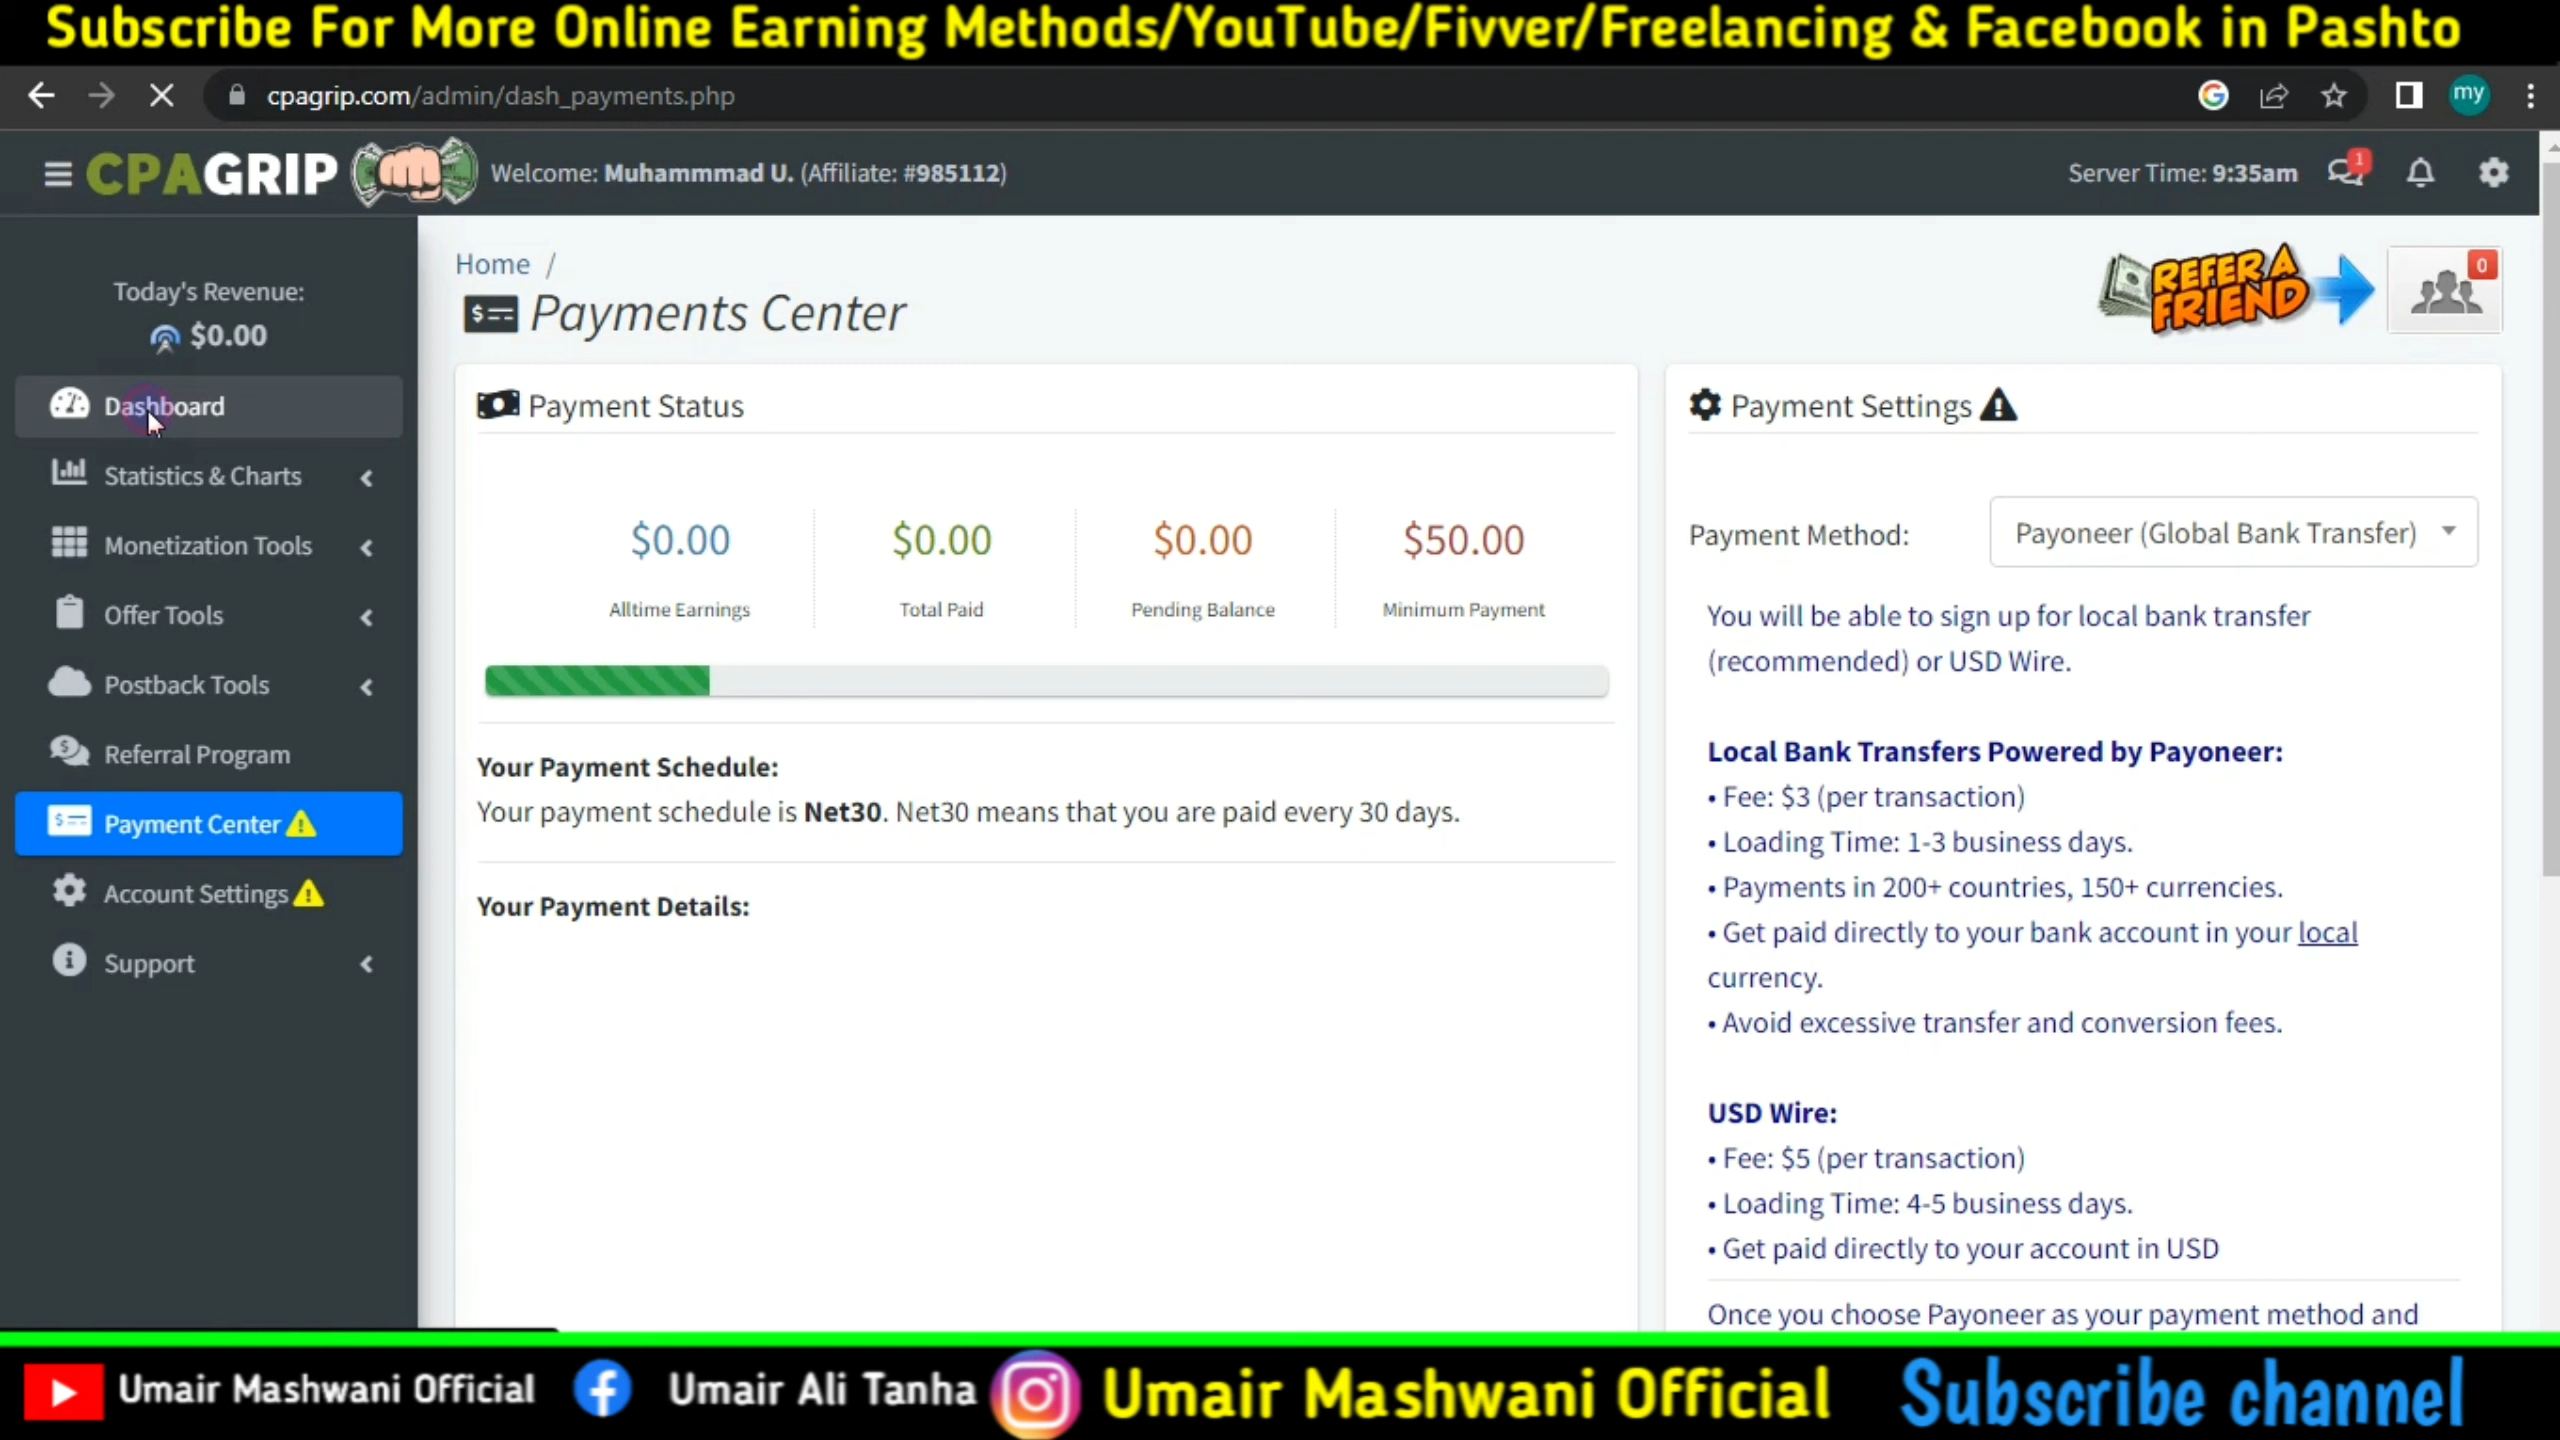 Subscribe For More Online Earning Methods/YouTube/Fivver/Freelancing & Facebook in Pashto
cpagrip.com/admin/dash_payments.php
my
CPAGRIP
Welcome: Muhammmad U. (Affiliate: #985112)
Server Time: 9:35am
1
Today's Revenue:
$0.00
Dashboard
Statistics & Charts
Monetization Tools
Offer Tools
Postback Tools
Referral Program
Payment Center
Account Settings
Support
Home /
Payments Center
REFER A
FRIEND
0
Payment Status
$0.00
Alltime Earnings
$0.00
Total Paid
$0.00
Pending Balance
$50.00
Minimum Payment
Your Payment Schedule:
Your payment schedule is Net30. Net30 means that you are paid every 30 days.
Your Payment Details:
Payment Settings
Payment Method:
Payoneer (Global Bank Transfer)
You will be able to sign up for local bank transfer
(recommended) or USD Wire.
Local Bank Transfers Powered by Payoneer:
• Fee: $3 (per transaction)
• Loading Time: 1-3 business days.
• Payments in 200+ countries, 150+ currencies.
• Get paid directly to your bank account in your local
currency.
• Avoid excessive transfer and conversion fees.
USD Wire:
• Fee: $5 (per transaction)
• Loading Time: 4-5 business days.
• Get paid directly to your account in USD
Once you choose Payoneer as your payment method and
Umair Mashwani Official
Umair Ali Tanha
Umair Mashwani Official
Subscribe channel